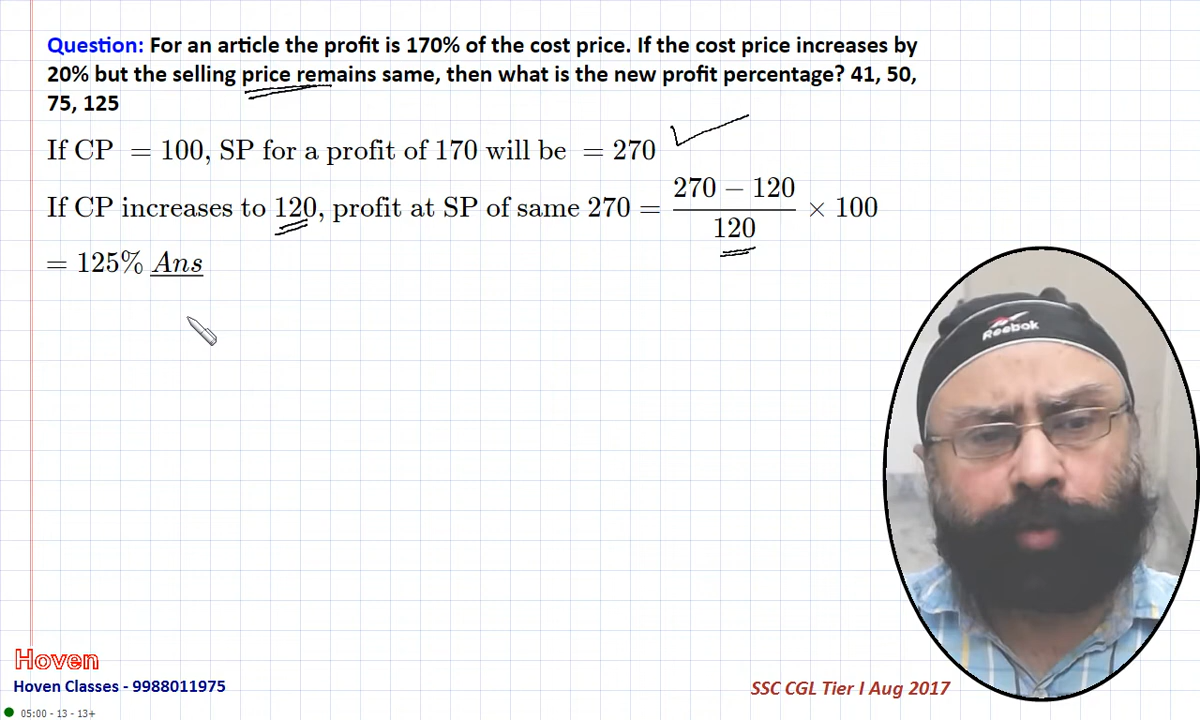 Question: For an article the profit is 170% of the cost price. If the cost price increases by
20% but the selling price remains same, then what is the new profit percentage? 41, 50,
75, 125
If CP = 100, SP for a profit of 170 will be = 270
If CP increases to 120, profit at SP of same 270 = (270 − 120)/120 × 100
= 125% Ans
Reebok
Hoven
Hoven Classes - 9988011975
SSC CGL Tier I Aug 2017
05:00 - 13 - 13+